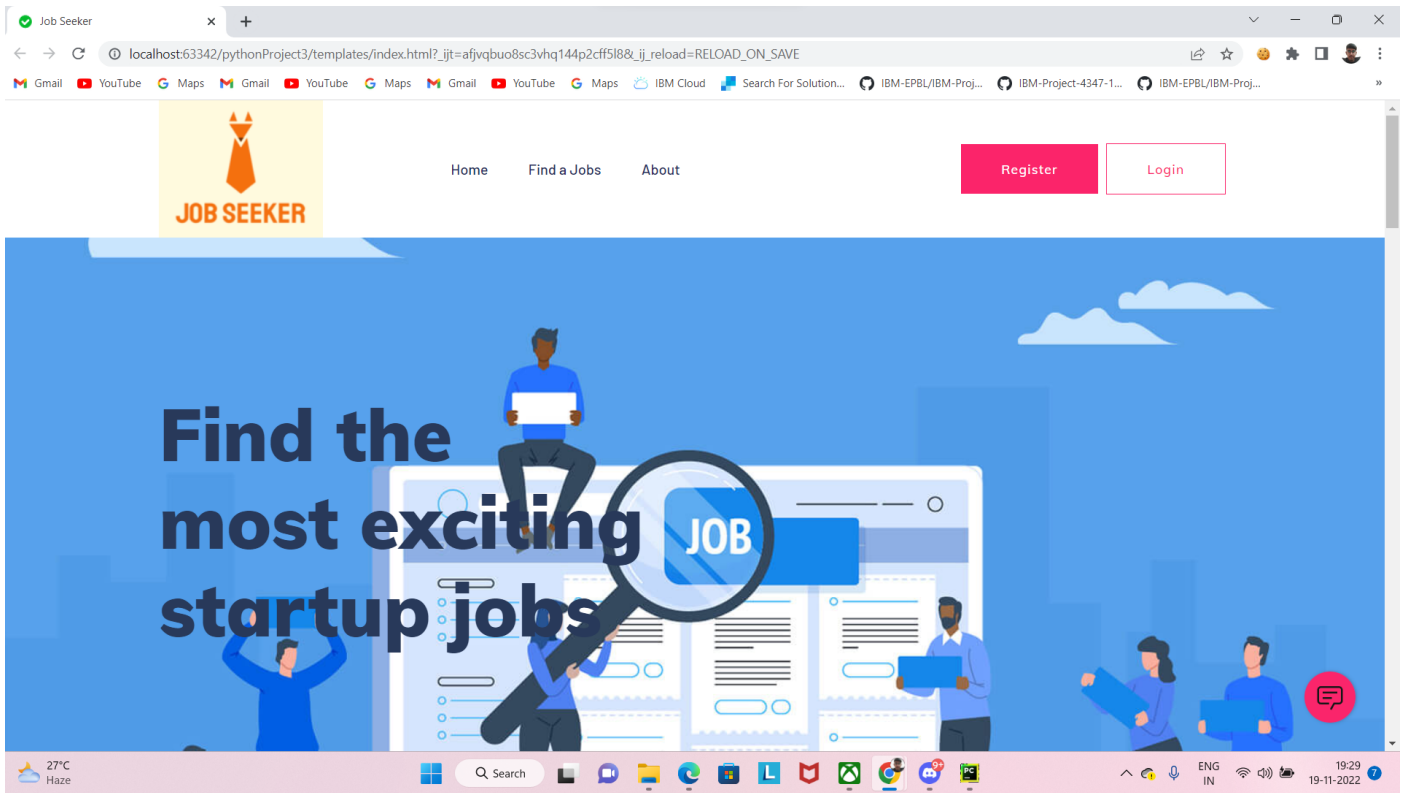 Job Seeker
localhost:63342/pythonProject3/templates/index.html?_ijt=afjvqbuo8sc3vhq144p2cff5l8&_ij_reload=RELOAD_ON_SAVE
Gmail YouTube Maps Gmail YouTube Maps Gmail YouTube Maps IBM Cloud Search For Solution... IBM-EPBL/IBM-Proj... IBM-Project-4347-1... IBM-EPBL/IBM-Proj... »
JOB SEEKER
Home Find a Jobs About Register Login
Find the
most exciting
startup jobs
JOB
27°C
Haze
Search
L
9+
PC
ENG
IN
19:29
19-11-2022
7